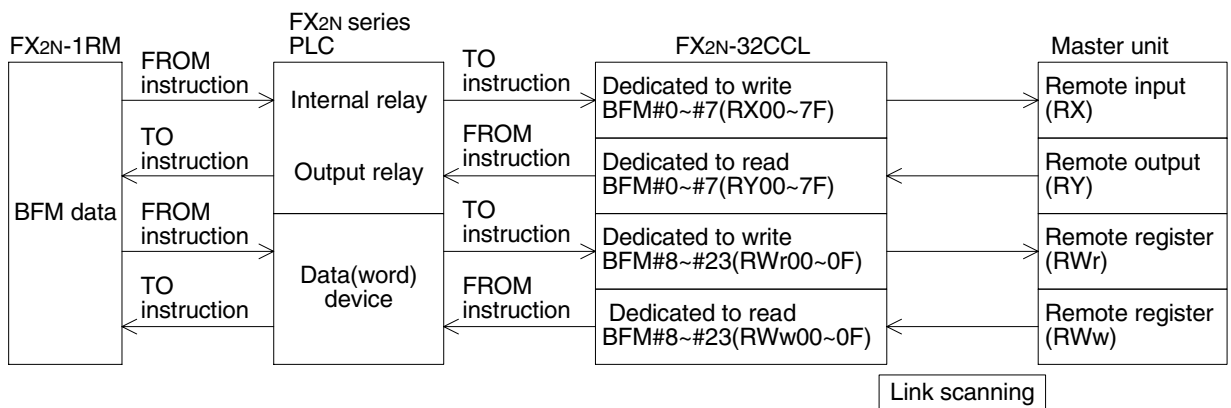 FX2N-1RM
FX2N series
PLC
FX2N-32CCL
Master unit
BFM data
FROM
instruction
TO
instruction
FROM
instruction
TO
instruction
Internal relay
Output relay
Data(word)
device
TO
instruction
FROM
instruction
TO
instruction
FROM
instruction
Dedicated to write
BFM#0~#7(RX00~7F)
Dedicated to read
BFM#0~#7(RY00~7F)
Dedicated to write
BFM#8~#23(RWr00~0F)
Dedicated to read
BFM#8~#23(RWw00~0F)
Remote input
(RX)
Remote output
(RY)
Remote register
(RWr)
Remote register
(RWw)
Link scanning